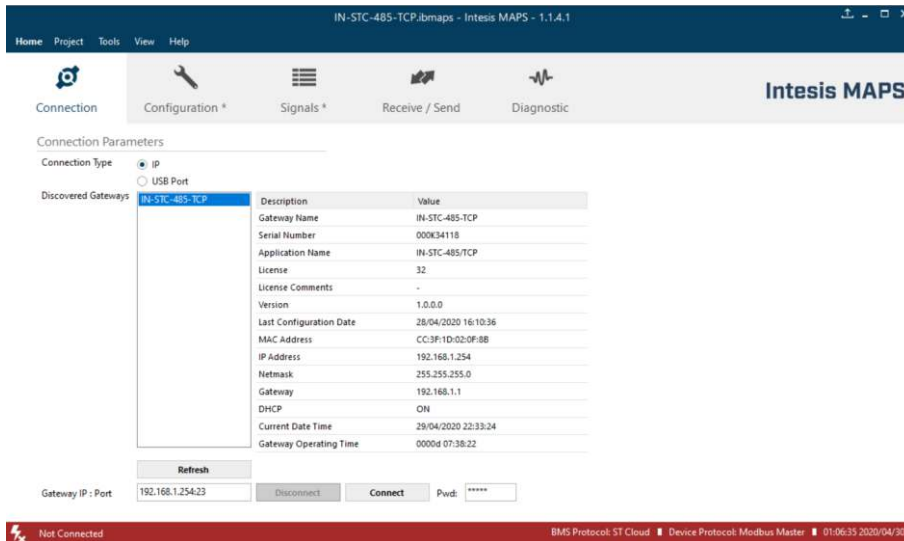 IN-STC-485-TCP.ibmaps - Intesis MAPS - 1.1.4.1
Home Project Tools View Help
Connection Configuration * Signals * Receive / Send Diagnostic
Intesis MAPS
Connection Parameters
Connection Type IP
USB Port
Discovered Gateways IN-STC-485-TCP Description Value
Gateway Name IN-STC-485-TCP
Serial Number 000K34118
Application Name IN-STC-485/TCP
License 32
License Comments -
Version 1.0.0.0
Last Configuration Date 28/04/2020 16:10:36
MAC Address CC:3F:1D:02:0F:8B
IP Address 192.168.1.254
Netmask 255.255.255.0
Gateway 192.168.1.1
DHCP ON
Current Date Time 29/04/2020 22:33:24
Gateway Operating Time 0000d 07:38:22
Refresh
Gateway IP : Port 192.168.1.254:23 Disconnect Connect Pwd: *****
Not Connected BMS Protocol: ST Cloud Device Protocol: Modbus Master 01:06:35 2020/04/30